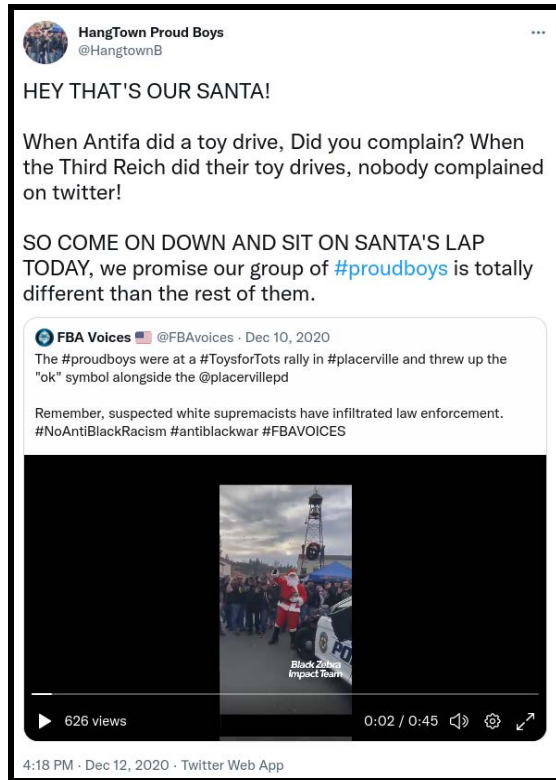 HangTown Proud Boys
@HangtownB
HEY THAT'S OUR SANTA!
When Antifa did a toy drive, Did you complain? When
the Third Reich did their toy drives, nobody complained
on twitter!
SO COME ON DOWN AND SIT ON SANTA'S LAP
TODAY, we promise our group of #proudboys is totally
different than the rest of them.
FBA Voices @FBAvoices · Dec 10, 2020
The #proudboys were at a #ToysforTots rally in #placerville and threw up the
"ok" symbol alongside the @placervillepd
Remember, suspected white supremacists have infiltrated law enforcement.
#NoAntiBlackRacism #antiblackwar #FBAVOICES
PO
Black Zebra
Impact Team
626 views
0:02 / 0:45
4:18 PM · Dec 12, 2020 · Twitter Web App